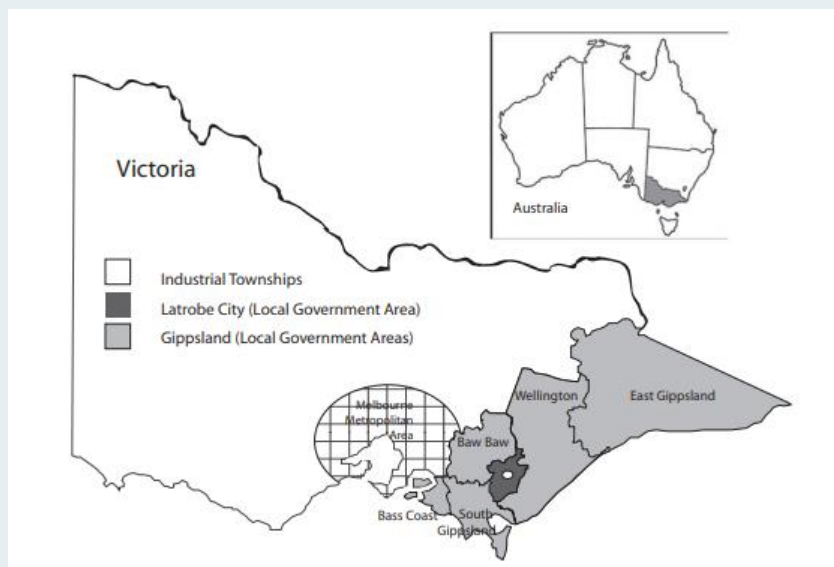 Victoria
Australia
Industrial Townships
Latrobe City (Local Government Area)
Gippsland (Local Government Areas)
Melbourne
Metropolitan
Area
Wellington
East Gippsland
Baw Baw
Bass Coast
South
Gippsland